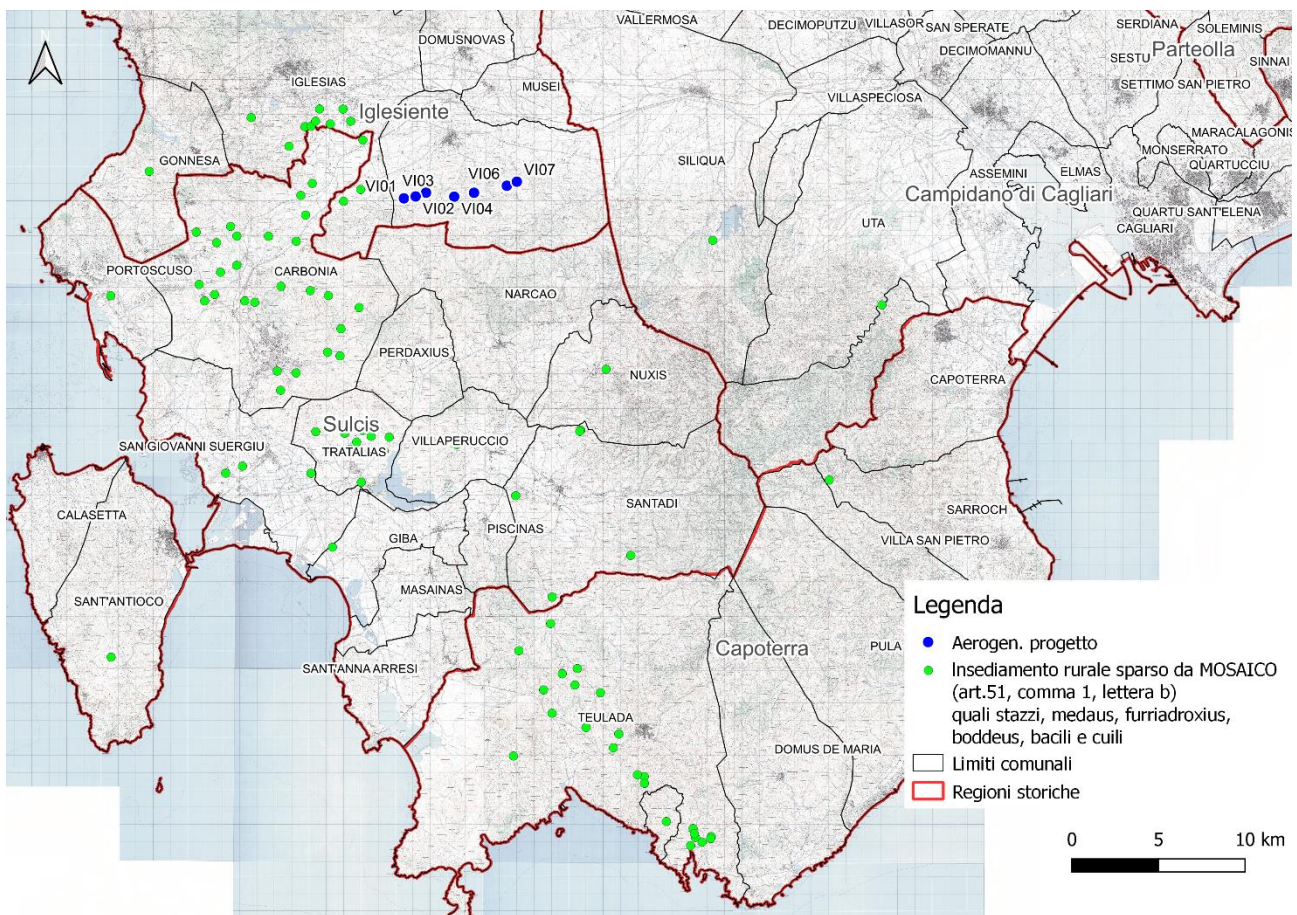 VALLERMOSA
DECIMOPUTZU
VILLASOR
SAN SPERATE
SERDIANA
SOLEMINIS
DOMUSNOVAS
DECIMOMANNU
SESTU
Parteolla
SINNAI
IGLESIAS
MUSEI
SETTIMO SAN PIETRO
VILLASPECIOSA
Iglesiente
MARACALAGONIS
GONNESA
SILIQUA
MONSERRATO
QUARTUCCIU
VI01
VI03
VI06
VI07
ASSEMINI
ELMAS
VI02
VI04
Campidano di Cagliari
QUARTU SANT'ELENA
CAGLIARI
UTA
PORTOSCUSO
CARBONIA
NARCAO
PERDAXIUS
NUXIS
CAPOTERRA
Sulcis
SAN GIOVANNI SUERGIU
TRATALIAS
VILLAPERUCCIO
SANTADI
CALASETTA
PISCINAS
SARROCH
GIBA
VILLA SAN PIETRO
MASAINAS
SANT'ANTIOCO
Capoterra
PULA
SANT'ANNA ARRESI
TEULADA
DOMUS DE MARIA
Legenda
Aerogen. progetto
Insediamento rurale sparso da MOSAICO
(art.51, comma 1, lettera b)
quali stazzi, medaus, furriadroxius,
boddeus, bacili e cuili
Limiti comunali
Regioni storiche
0 5 10 km